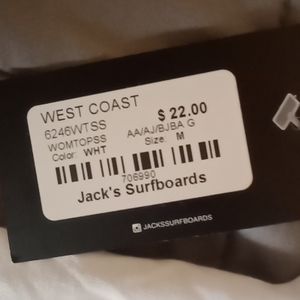 WEST COAST
6246WTSS $ 22.00
WOMTOPSS AA/AJ/BJBA G
Color: WHT Size: M
706990
Jack's Surfboards
JACKSSURFBOARDS